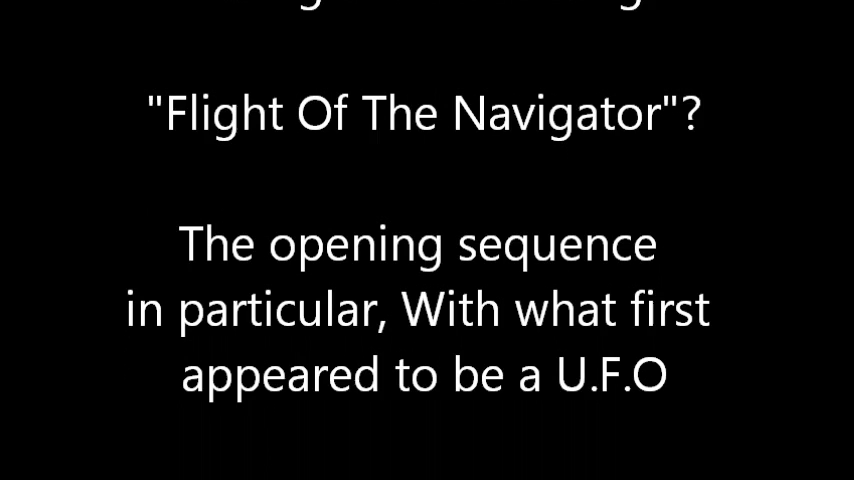 "Flight Of The Navigator"?
The opening sequence
in particular, With what first
appeared to be a U.F.O